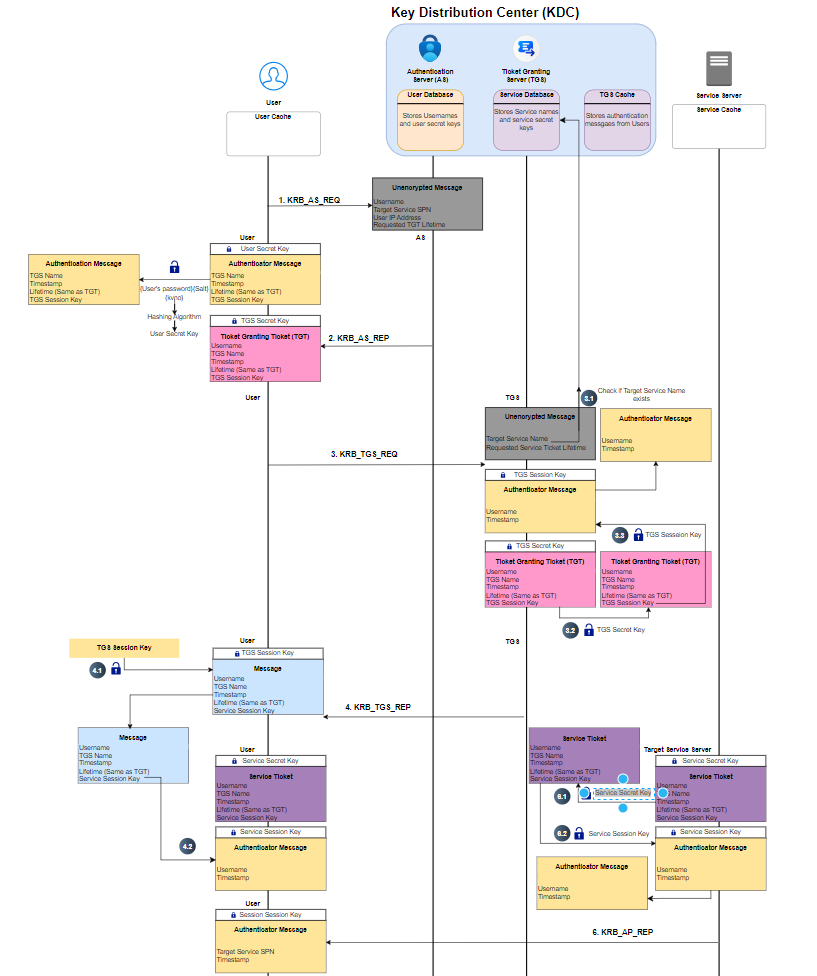 Key Distribution Center (KDC)
Authentication
Server (AS)
Ticket Granting
Server (TGS)
User
Service Server
User Cache
User Database
Stores Usernames
and user secret keys
Service Database
Stores Service names
and service secret
keys
TGS Cache
Stores authentication
messgaes from Users
Service Cache
1. KRB_AS_REQ
Unenorypted Message
Username
Target Service SPN
User IP Address
Requested TGT Lifetime
User
AS
User Secret Key
Authentication Message
TGS Name
Timestamp
Lifetime (Same as TGT)
TGS Session Key
Authenticator Message
TGS Name
Timestamp
Lifetime (Same as TGT)
TGS Session Key
(User's password)(Salt)
(kvno)
Hashing Algorithm
User Secret Key
TGS Secret Key
Ticket Granting Ticket (TGT)
Username
TGS Name
Timestamp
Lifetime (Same as TGT)
TGS Session Key
2. KRB_AS_REP
User
TGS
3.1
Check if Target Service Name
exists
Unenorypted Message
Target Service Name
Requested Service Ticket Lifetime
Authenticator Message
Username
Timestamp
3. KRB_TGS_REQ
TGS Session Key
Authenticator Message
Username
Timestamp
3.3
TGS Sesseion Key
TGS Secret Key
Ticket Granting Ticket (TGT)
Username
TGS Name
Timestamp
Lifetime (Same as TGT)
TGS Session Key
Ticket Granting Ticket (TGT)
Username
TGS Name
Timestamp
Lifetime (Same as TGT)
TGS Session Key
3.2
TGS Secret Key
User
TGS
TGS Session Key
4.1
TGS Session Key
Message
Username
TGS Name
Timestamp
Lifetime (Same as TGT)
Service Session Key
4. KRB_TGS_REP
Message
Username
TGS Name
Timestamp
Lifetime (Same as TGT)
Service Session Key
User
Service Secret Key
Service Ticket
Username
TGS Name
Timestamp
Lifetime (Same as TGT)
Service Session Key
Service Ticket
Username
TGS Name
Timestamp
Lifetime (Same as TGT)
Service Session Key
Target Service Server
Service Secret Key
Service Ticket
Username
Name
Timestamp
Lifetime (Same as TGT)
Service Session Key
6.1
Service Secret Key
4.2
Service Session Key
Authenticator Message
Username
Timestamp
6.2
Service Session Key
Service Session Key
Authenticator Message
Username
Timestamp
Authenticator Message
Username
Timestamp
User
Session Session Key
Authenticator Message
Target Service SPN
Timestamp
6. KRB_AP_REP